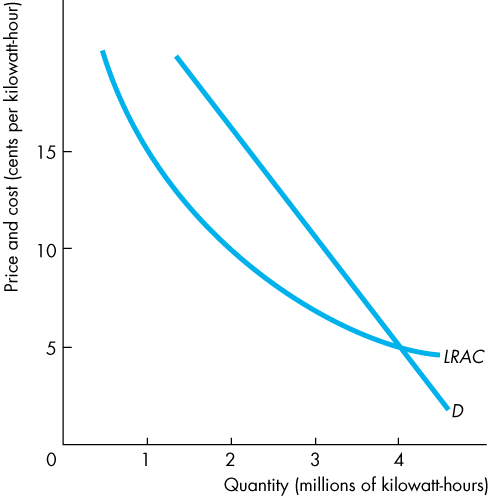 Price and cost (cents per kilowatt-hour)
15
10
5
0
1
2
3
4
LRAC
D
Quantity (millions of kilowatt-hours)